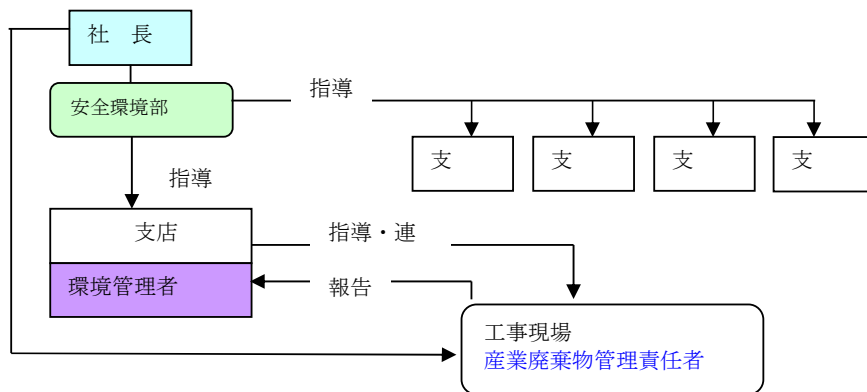 社　長
安全環境部
指導
支
支
支
支
指導
支店
指導・連
環境管理者
報告
工事現場
産業廃棄物管理責任者